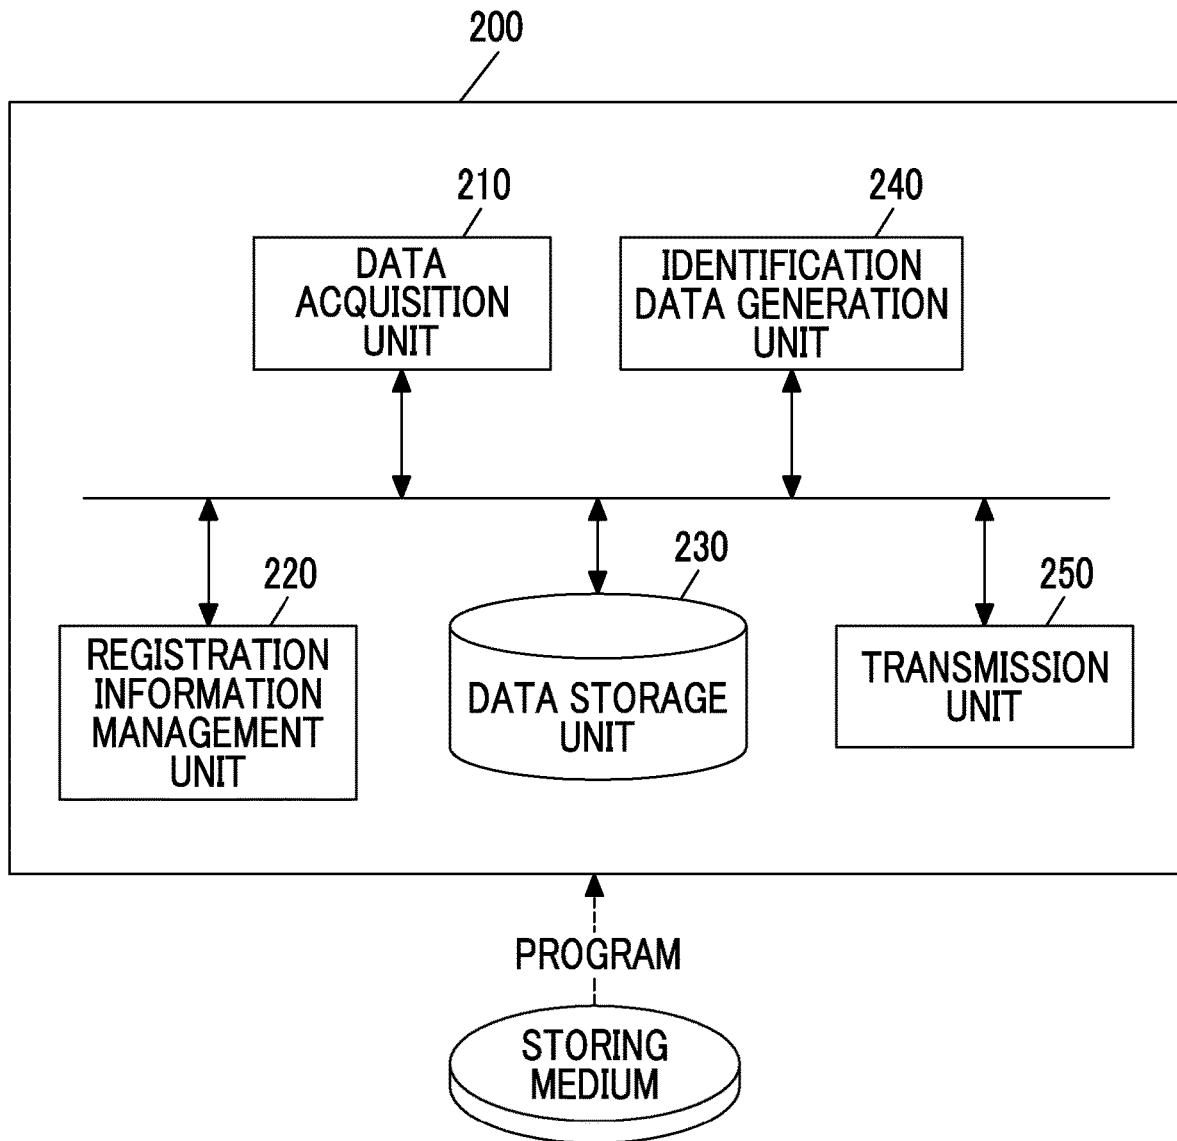 200
210
DATA
ACQUISITION
UNIT
240
IDENTIFICATION
DATA GENERATION
UNIT
220
REGISTRATION
INFORMATION
MANAGEMENT
UNIT
230
DATA STORAGE
UNIT
250
TRANSMISSION
UNIT
PROGRAM
STORING
MEDIUM